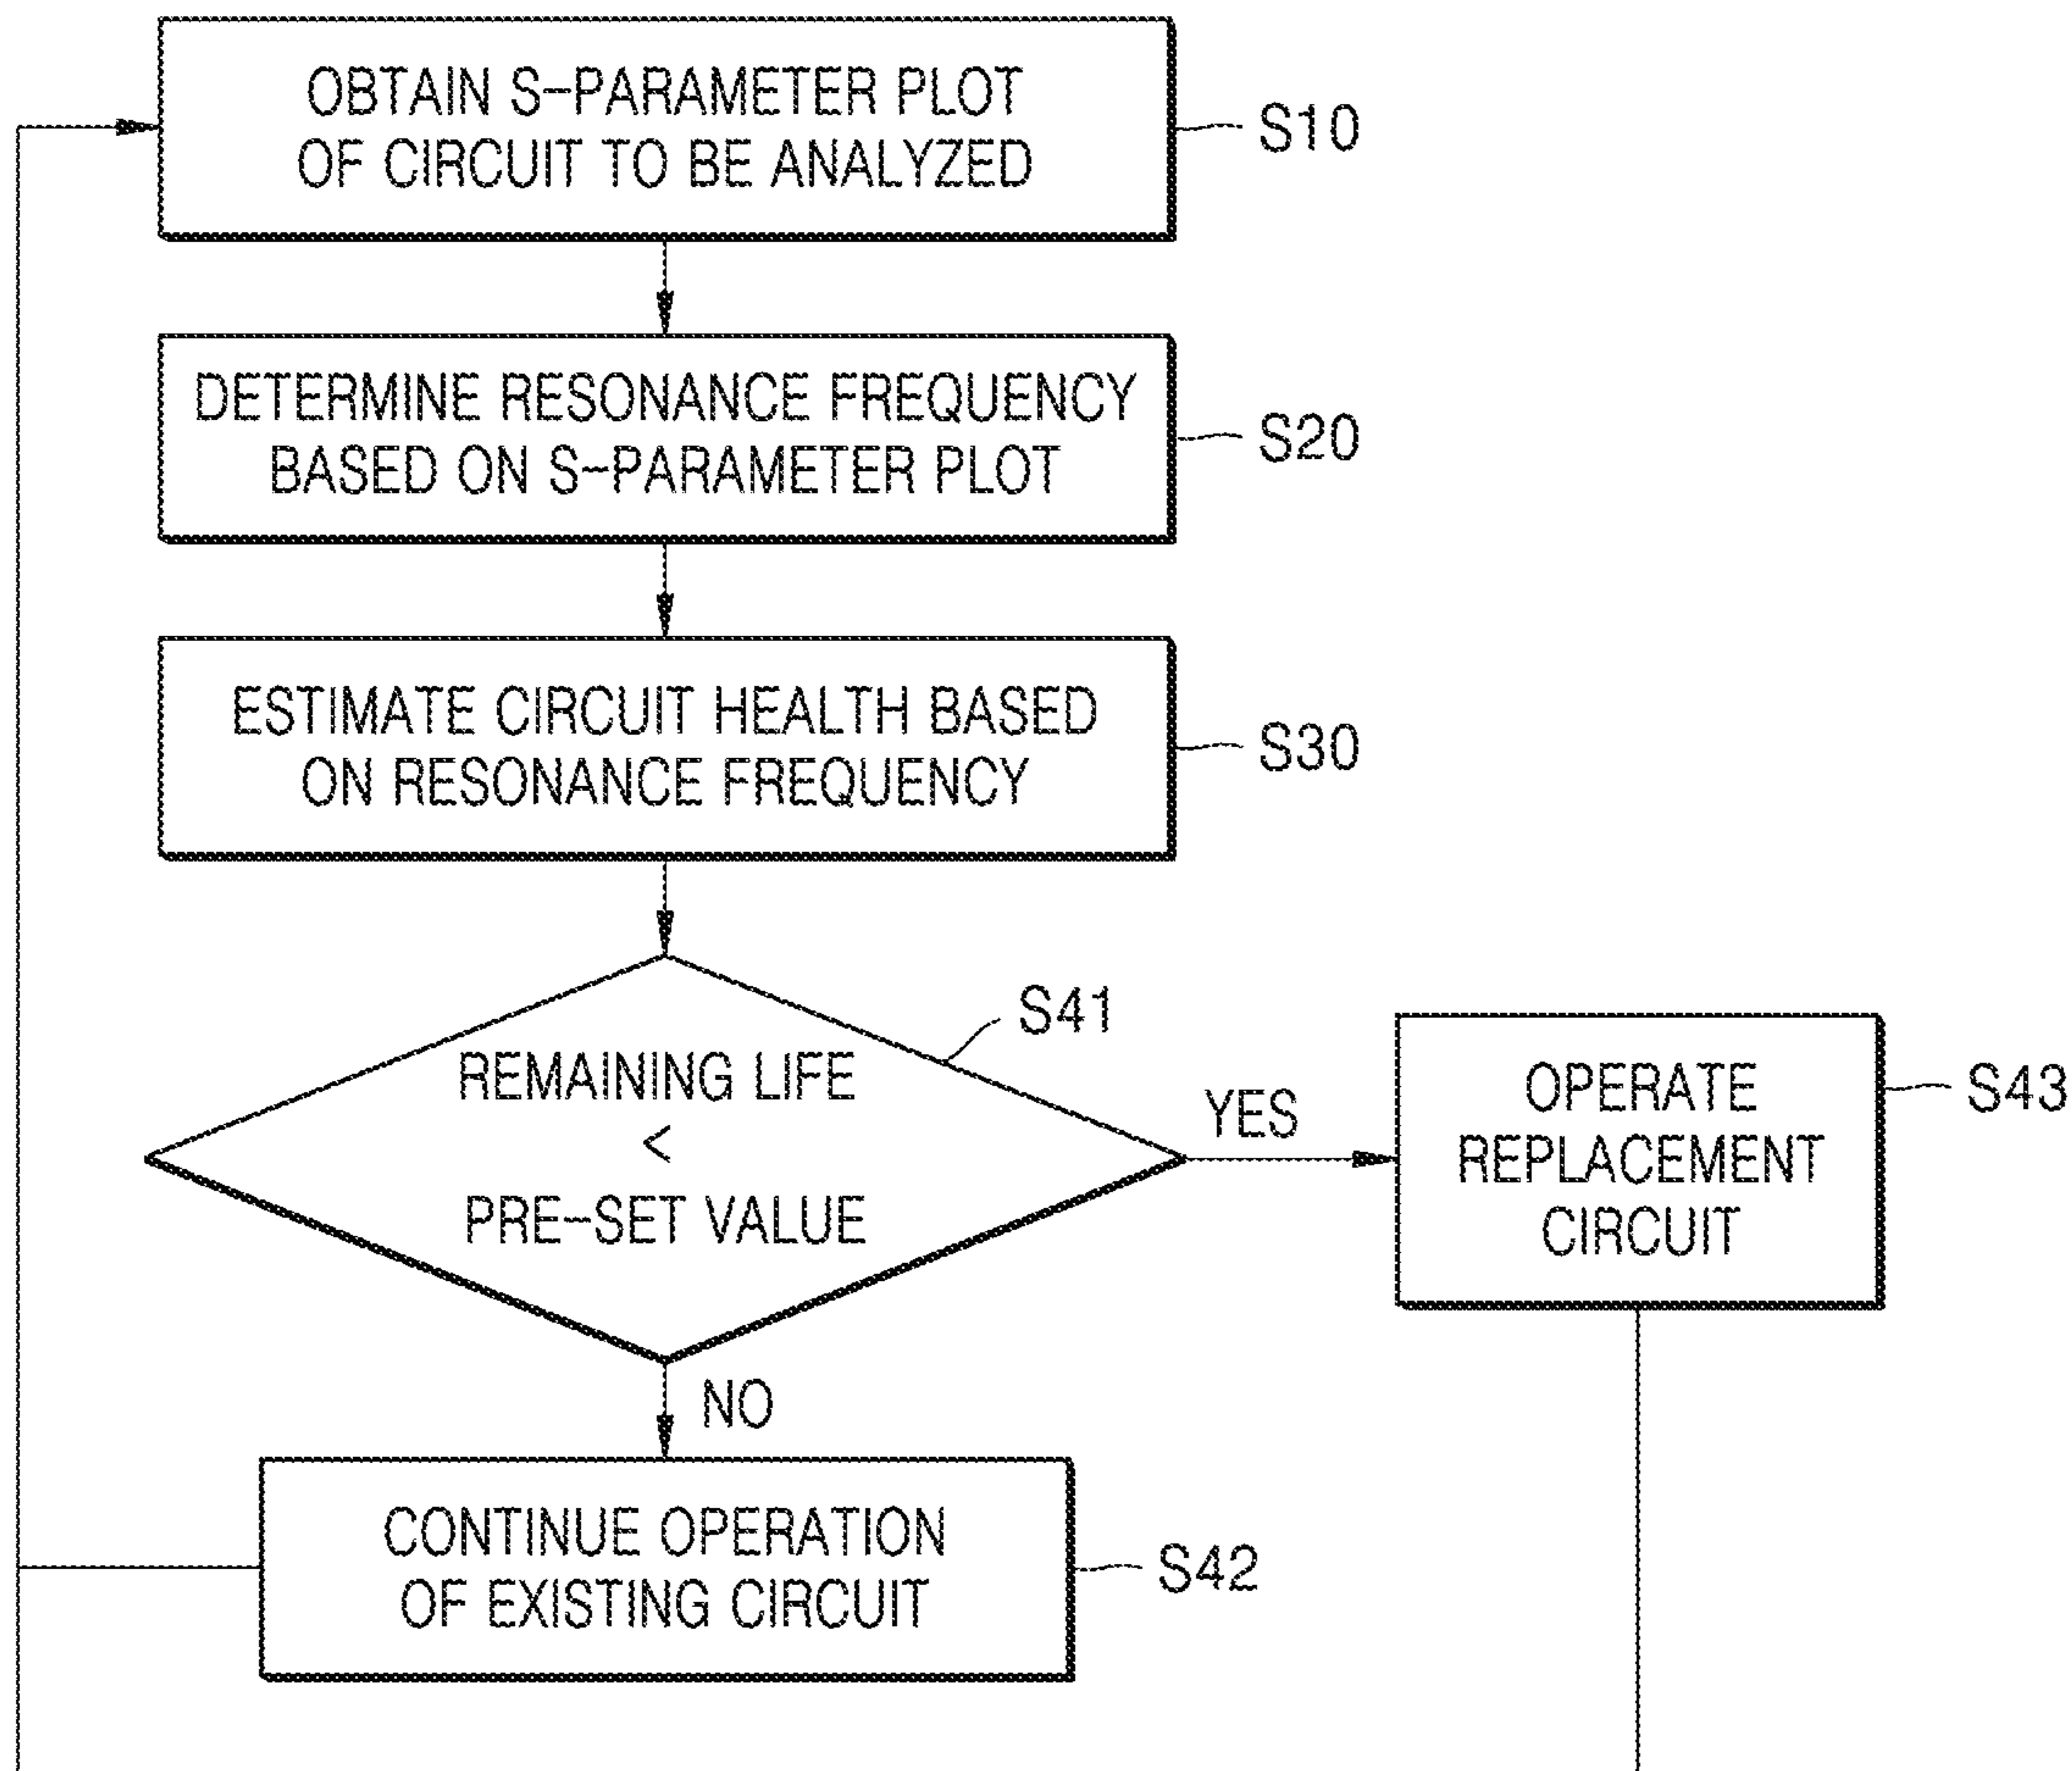 OBTAIN S-PARAMETER PLOT
OF CIRCUIT TO BE ANALYZED
S10
DETERMINE RESONANCE FREQUENCY
BASED ON S-PARAMETER PLOT
S20
ESTIMATE CIRCUIT HEALTH BASED
ON RESONANCE FREQUENCY
S30
S41
REMAINING LIFE
<
PRE-SET VALUE
YES
OPERATE
REPLACEMENT
CIRCUIT
S43
NO
CONTINUE OPERATION
OF EXISTING CIRCUIT
S42